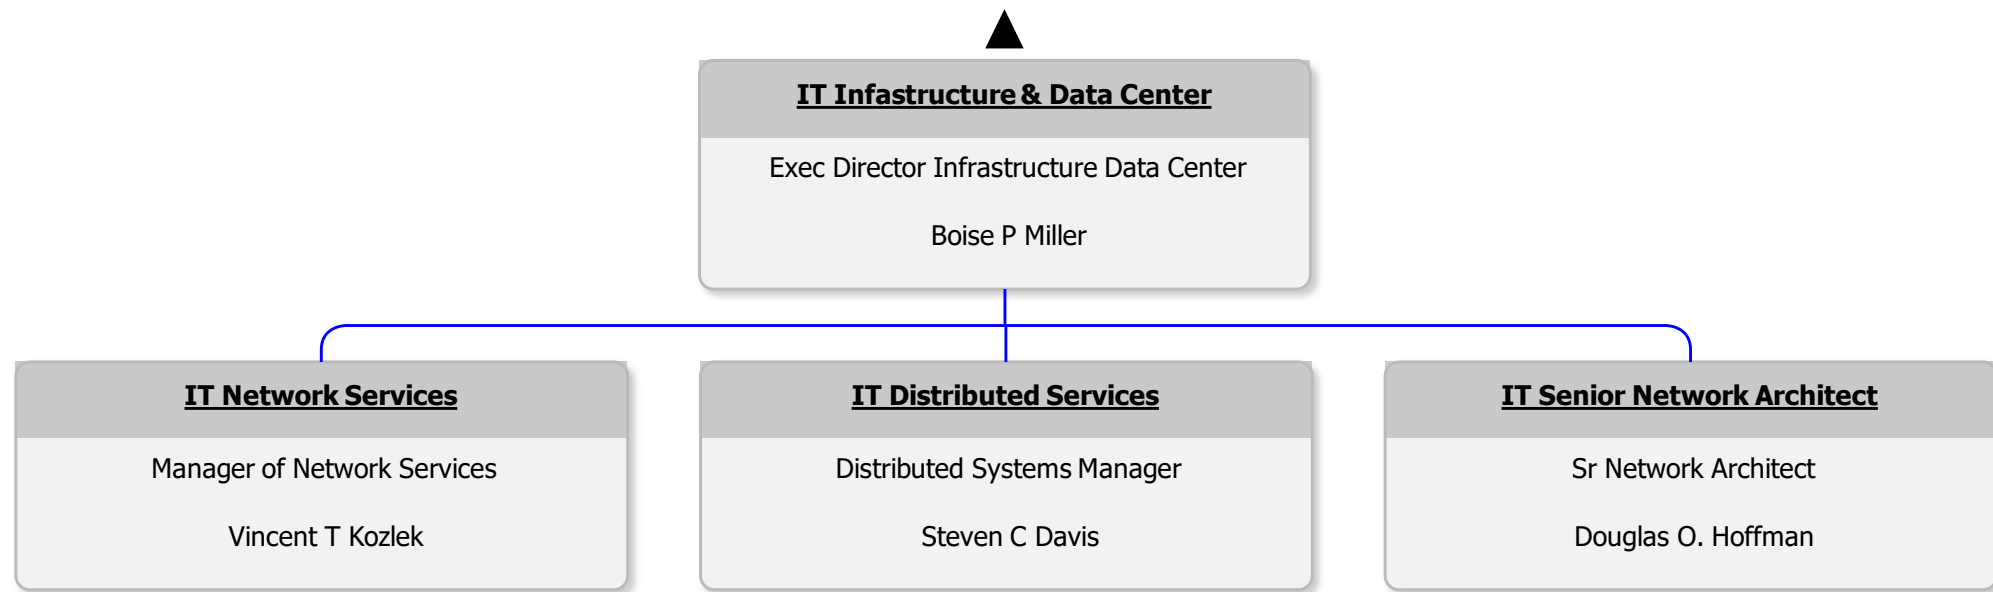 IT Infastructure & Data Center
Exec Director Infrastructure Data Center
Boise P Miller
IT Network Services
Manager of Network Services
Vincent T Kozlek
IT Distributed Services
Distributed Systems Manager
Steven C Davis
IT Senior Network Architect
Sr Network Architect
Douglas O. Hoffman